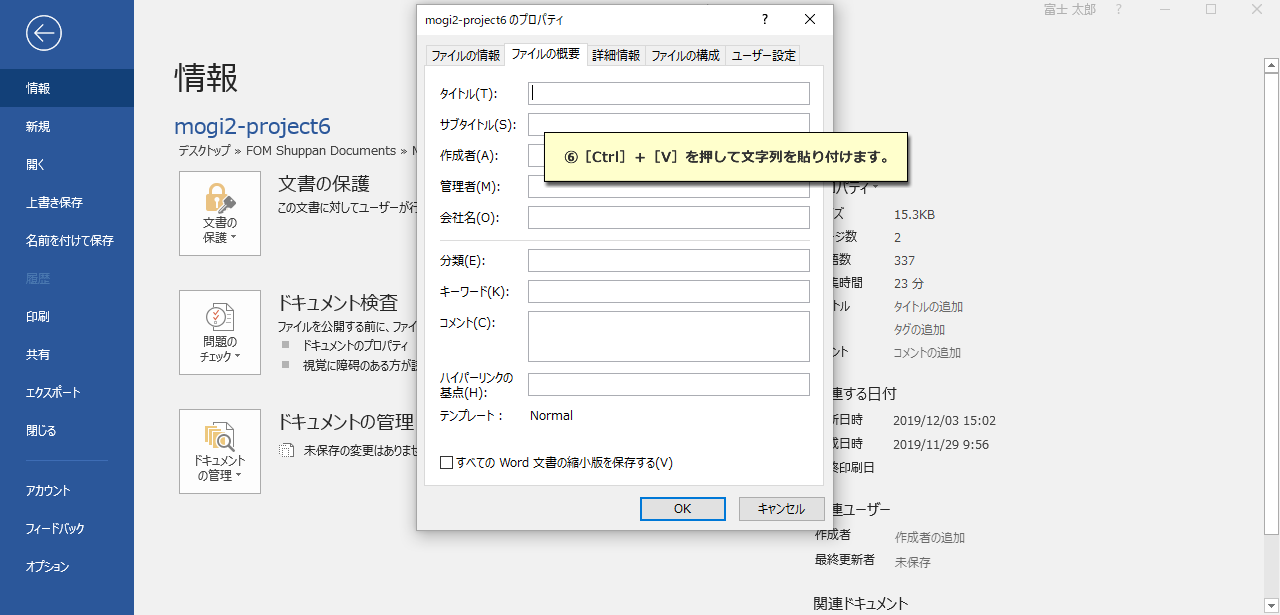 富士 太郎
?
情報
新規
開く
上書き保存
名前を付けて保存
履歴
印刷
共有
エクスポート
閉じる
アカウント
フィードバック
オプション
情報
mogi2-project6
デスクトップ » FOM Shuppan Documents »
文書の保護
この文書に対してユーザーが行
文書の
保護
ドキュメント検査
ファイルを公開する前に、ファイ
ドキュメントのプロパティ
視覚に障碍のある方が
問題の
チェック
ドキュメントの管理
未保存の変更はありませ
ドキュメント
の管理
mogi2-project6 のプロパティ
?
ファイルの情報 ファイルの概要 詳細情報 ファイルの構成 ユーザー設定
タイトル(T):
サブタイトル(S):
作成者(A):
管理者(M):
会社名(O):
分類(E):
キーワード(K):
コメント(C):
ハイパーリンクの
基点(H):
テンプレート: Normal
すべての Word 文書の縮小版を保存する(V)
OK キャンセル
⑥［Ctrl］＋［V］を押して文字列を貼り付けます。
パティ
ズ 15.3KB
ージ数 2
語数 337
集時間 23 分
トル タイトルの追加
タグの追加
ント コメントの追加
連する日付
新日時 2019/12/03 15:02
成日時 2019/11/29 9:56
終印刷日
連ユーザー
作成者 作成者の追加
最終更新者 未保存
関連ドキュメント